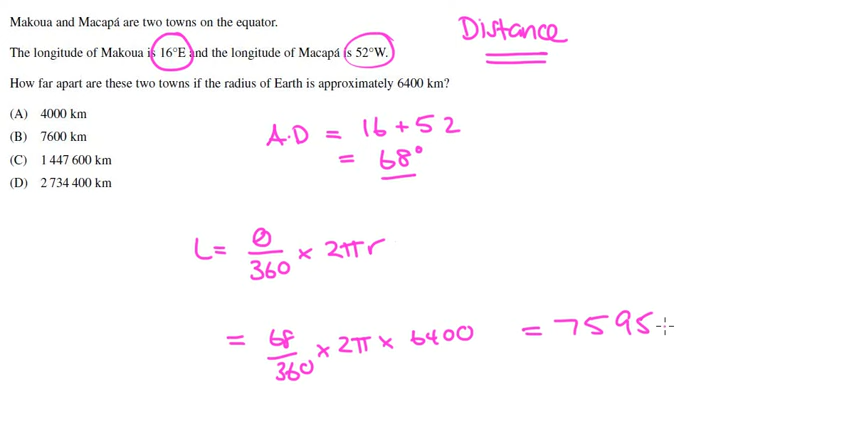 Makoua and Macapá are two towns on the equator.
Distance
The longitude of Makoua is 16°E and the longitude of Macapá is 52°W.
How far apart are these two towns if the radius of Earth is approximately 6400 km?
(A) 4000 km
(B) 7600 km
(C) 1 447 600 km
(D) 2 734 400 km
A.D = 16 + 52
= 68°
L = θ/360 × 2πr
= 68/360 × 2π × 6400 = 7595